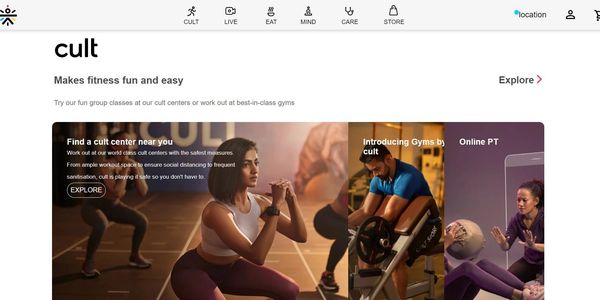 CULT LIVE EAT MIND CARE STORE
location
cult
Makes fitness fun and easy
Explore
Try our fun group classes at our cult centers or work out at best-in-class gyms
CULT
Find a cult center near you
Work out at our world class cult centers with the safest measures.
From ample workout space to ensure social distancing to frequent
sanitisation, cult is playing it safe so you don't have to.
EXPLORE
Introducing Gyms by
cult
Online PT